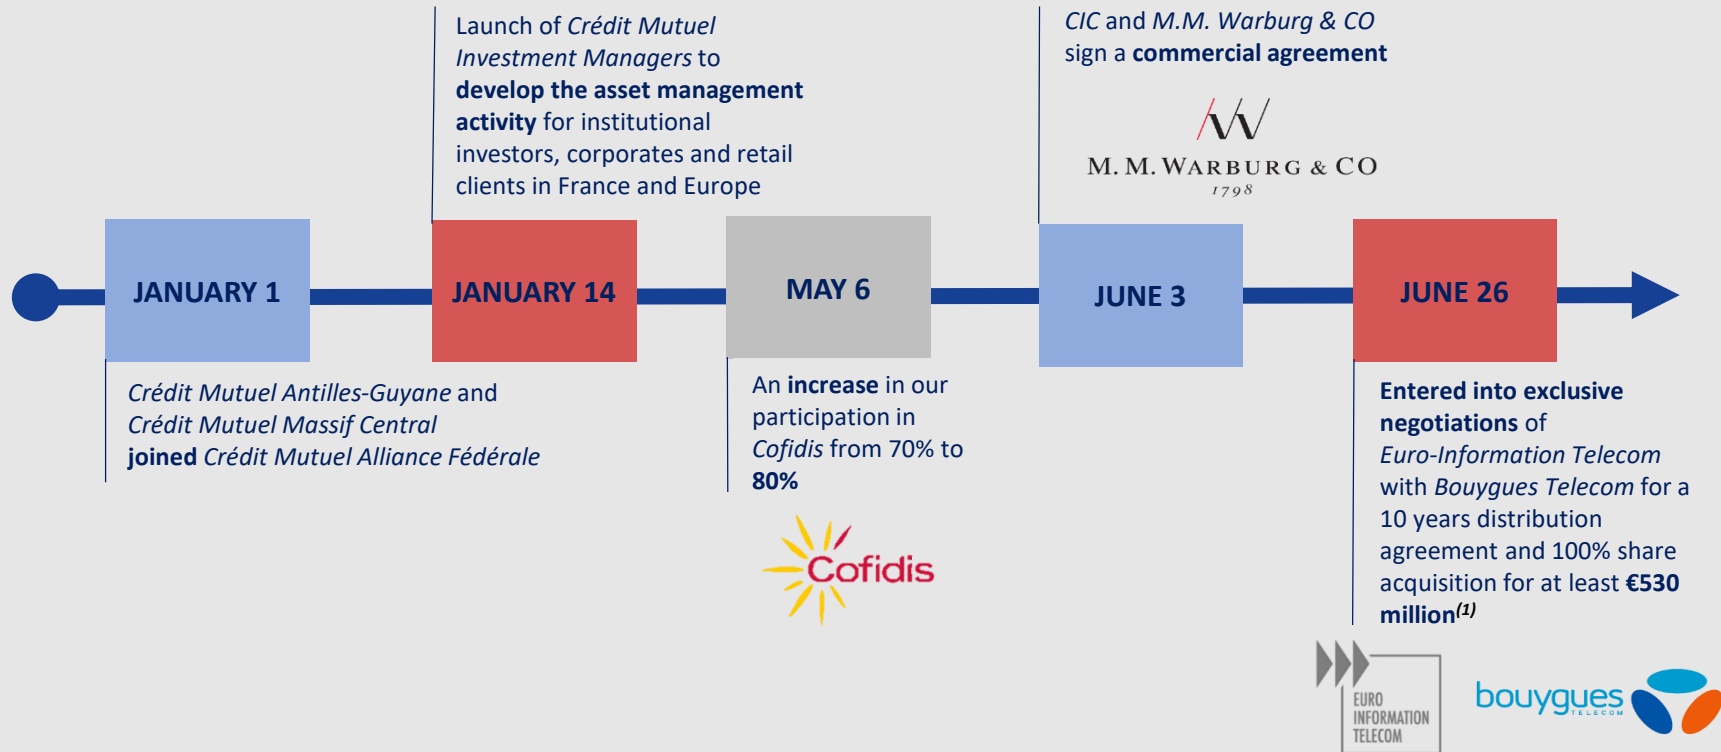 Launch of Crédit Mutuel
Investment Managers to
develop the asset management
activity for institutional
investors, corporates and retail
clients in France and Europe
CIC and M.M. Warburg & CO
sign a commercial agreement
M. M. WARBURG & CO
1798
JANUARY 1
JANUARY 14
MAY 6
JUNE 3
JUNE 26
Crédit Mutuel Antilles-Guyane and
Crédit Mutuel Massif Central
joined Crédit Mutuel Alliance Fédérale
An increase in our
participation in
Cofidis from 70% to
80%
Cofidis
Entered into exclusive
negotiations of
Euro-Information Telecom
with Bouygues Telecom for a
10 years distribution
agreement and 100% share
acquisition for at least €530
million(1)
EURO
INFORMATION
TELECOM
bouygues
TELECOM